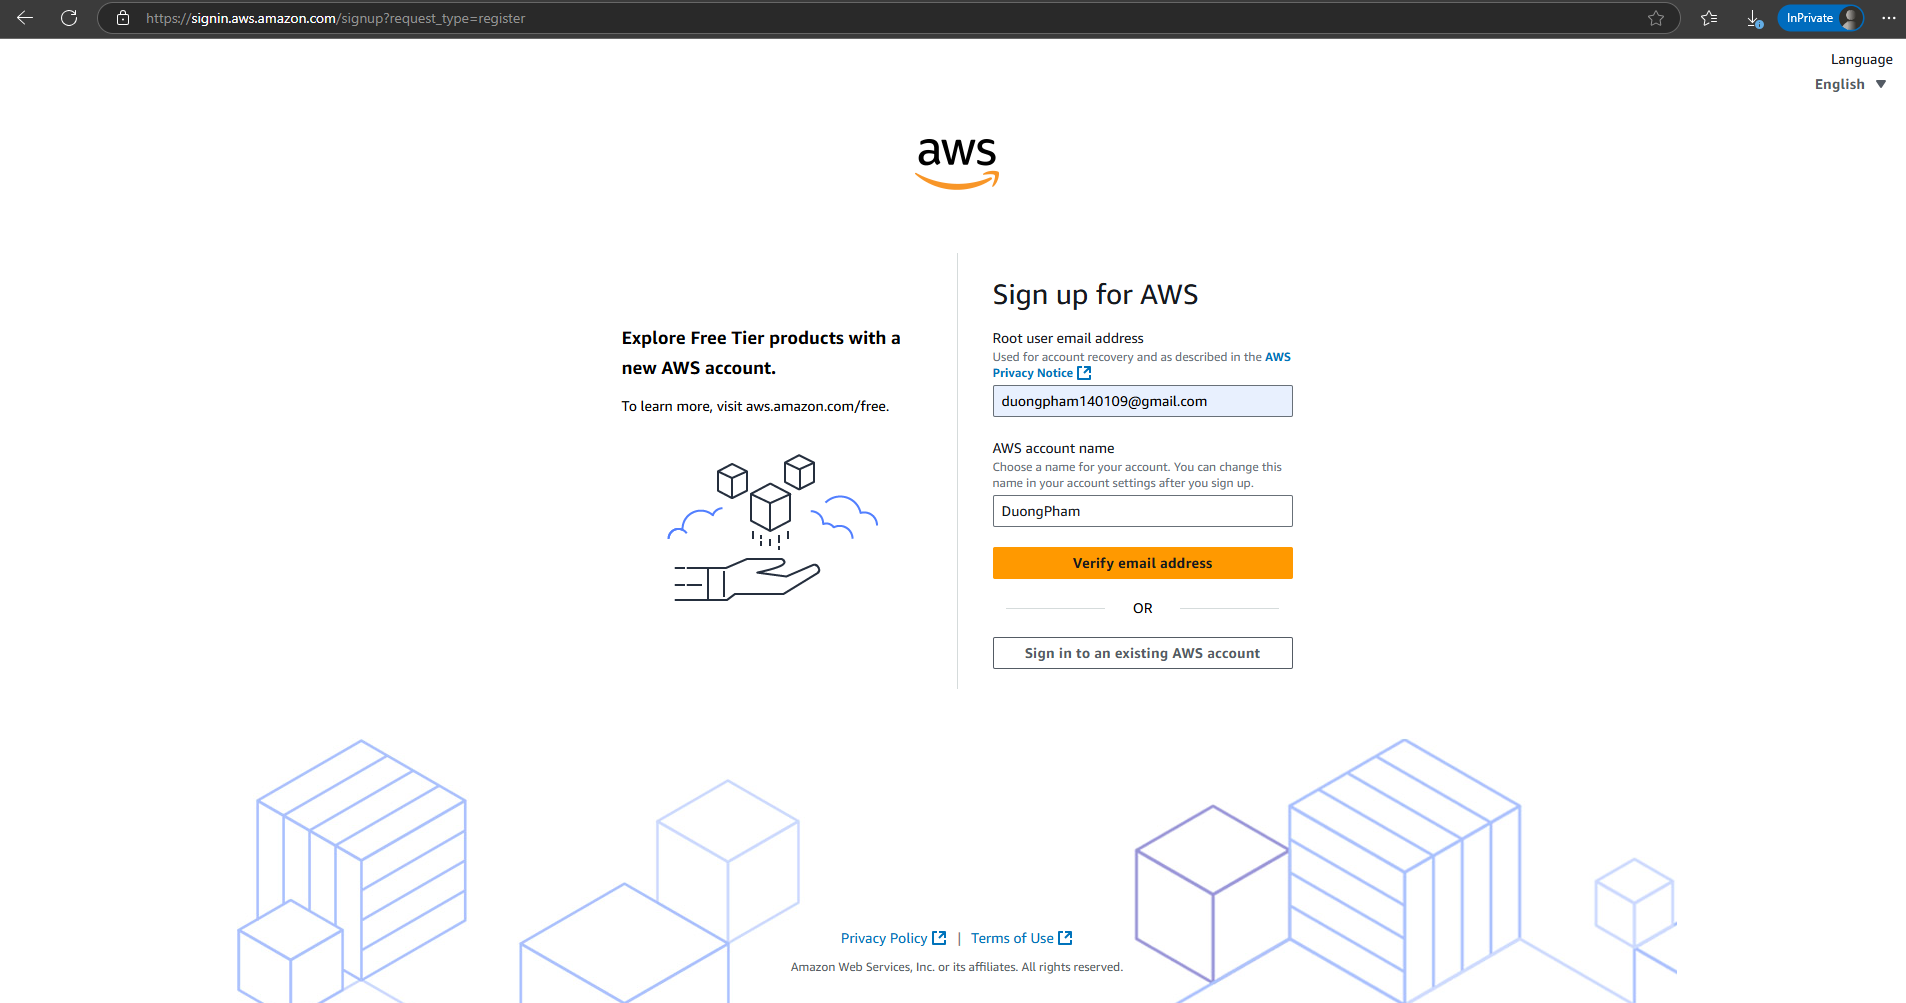 https://signin.aws.amazon.com/signup?request_type=register
InPrivate
Language
English
aws
Explore Free Tier products with a
new AWS account.
To learn more, visit aws.amazon.com/free.
Sign up for AWS
Root user email address
Used for account recovery and as described in the AWS
Privacy Notice
duongpham140109@gmail.com
AWS account name
Choose a name for your account. You can change this
name in your account settings after you sign up.
DuongPham
Verify email address
OR
Sign in to an existing AWS account
Privacy Policy | Terms of Use
Amazon Web Services, Inc. or its affiliates. All rights reserved.